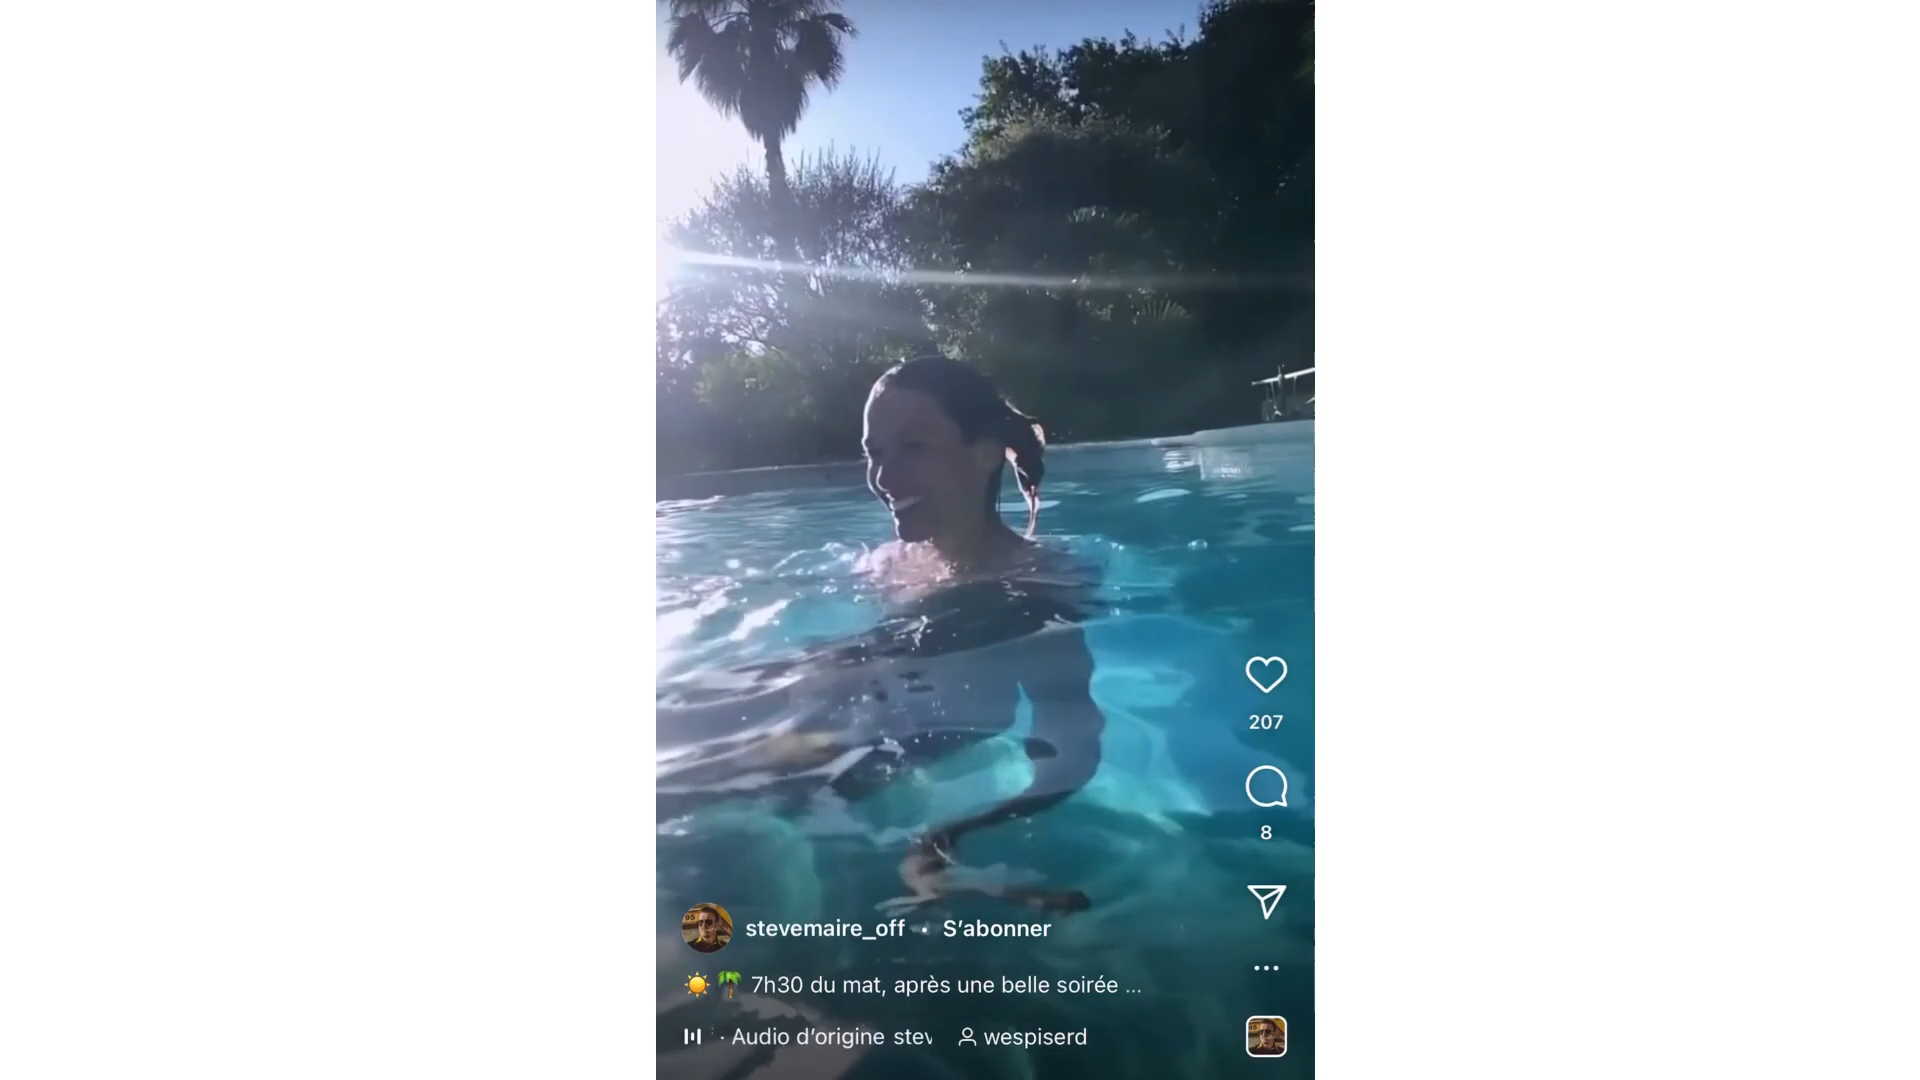 207
8
stevemaire_off • S’abonner
☀️🌴 7h30 du mat, après une belle soirée ...
· Audio d’origine stev
wespiserd